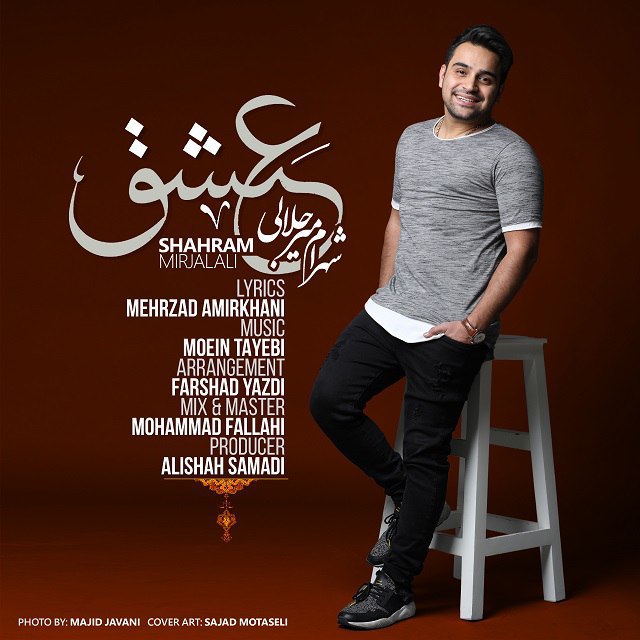 عشق
شهرام میرجلالی
SHAHRAM
MIRJALALI
LYRICS
MEHRZAD AMIRKHANI
MUSIC
MOEIN TAYEBI
ARRANGEMENT
FARSHAD YAZDI
MIX & MASTER
MOHAMMAD FALLAHI
PRODUCER
ALISHAH SAMADI
PHOTO BY: MAJID JAVANI COVER ART: SAJAD MOTASELI